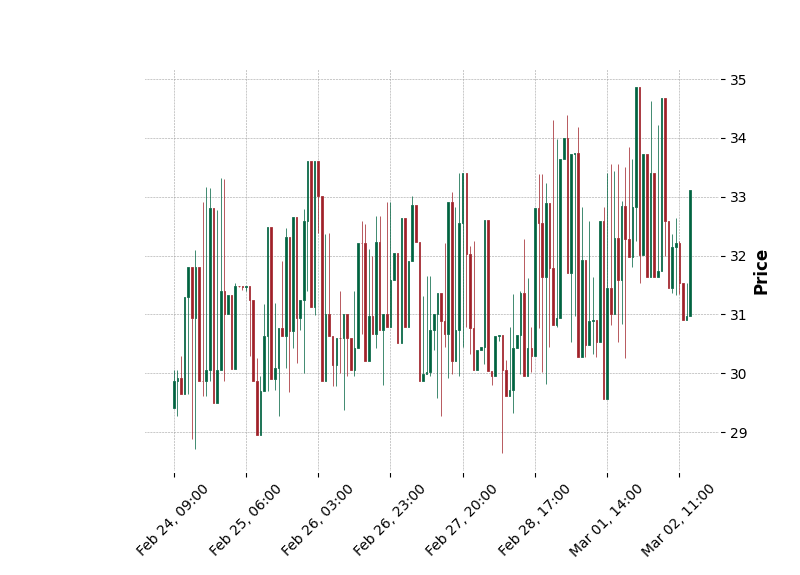 35
34
33
32
31
30
29
Price
Feb 24, 09:00
Feb 25, 06:00
Feb 26, 03:00
Feb 26, 23:00
Feb 27, 20:00
Feb 28, 17:00
Mar 01, 14:00
Mar 02, 11:00